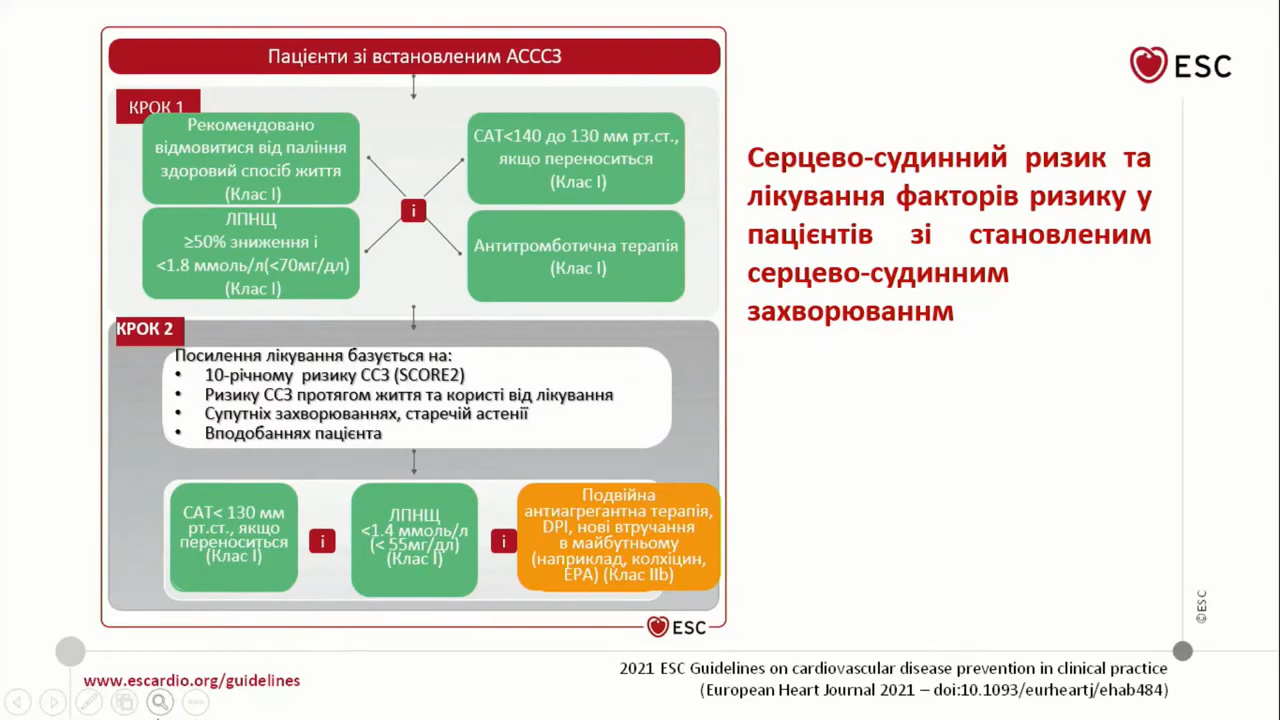 Пацієнти зі встановленим АССЗЗ
КРОК 1
Рекомендовано
відмовитися від паління
здоровий спосіб життя
(Клас І)
САТ<140 до 130 мм рт.ст.,
якщо переноситься
(Клас І)
і
ЛПНЩ
≥50% зниження і
<1.8 ммоль/л(<70мг/дл)
(Клас І)
Антитромботична терапія
(Клас І)
КРОК 2
Посилення лікування базується на:
• 10-річному ризику ССЗ (SCORE2)
• Ризику ССЗ протягом життя та користі від лікування
• Супутніх захворюваннях, старечій астенії
• Вподобаннях пацієнта
САТ< 130 мм
рт.ст., якщо
переноситься
(Клас І)
і
ЛПНЩ
<1.4 ммоль/л
(< 55мг/дл)
(Клас І)
і
Подвійна
антиагрегантна терапія,
DPI, нові втручання
в майбутньому
(наприклад, колхіцин,
EPA) (Клас IIb)
ESC
ESC
Серцево-судинний ризик та
лікування факторів ризику у
пацієнтів зі становленим
серцево-судинним
захворюваннм
©ESC
www.escardio.org/guidelines
2021 ESC Guidelines on cardiovascular disease prevention in clinical practice
(European Heart Journal 2021 – doi:10.1093/eurheartj/ehab484)